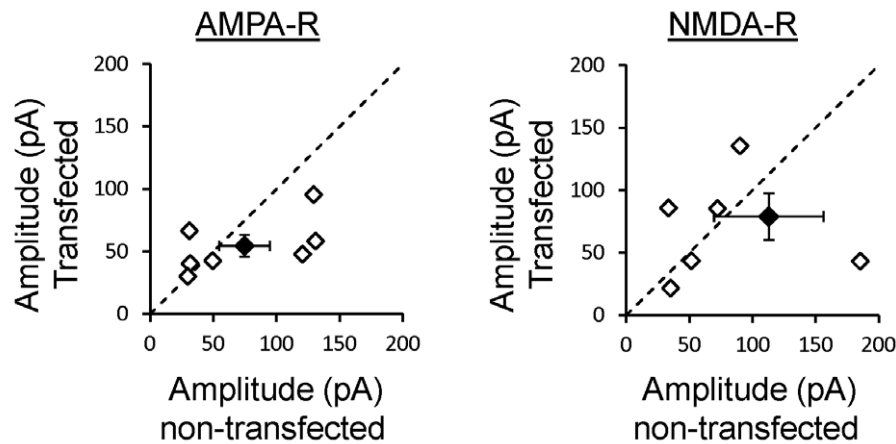 AMPA-R
200
150
100
50
0
0 50 100 150 200
Amplitude (pA)
Transfected
Amplitude (pA)
non-transfected
NMDA-R
200
150
100
50
0
0 50 100 150 200
Amplitude (pA)
Transfected
Amplitude (pA)
non-transfected